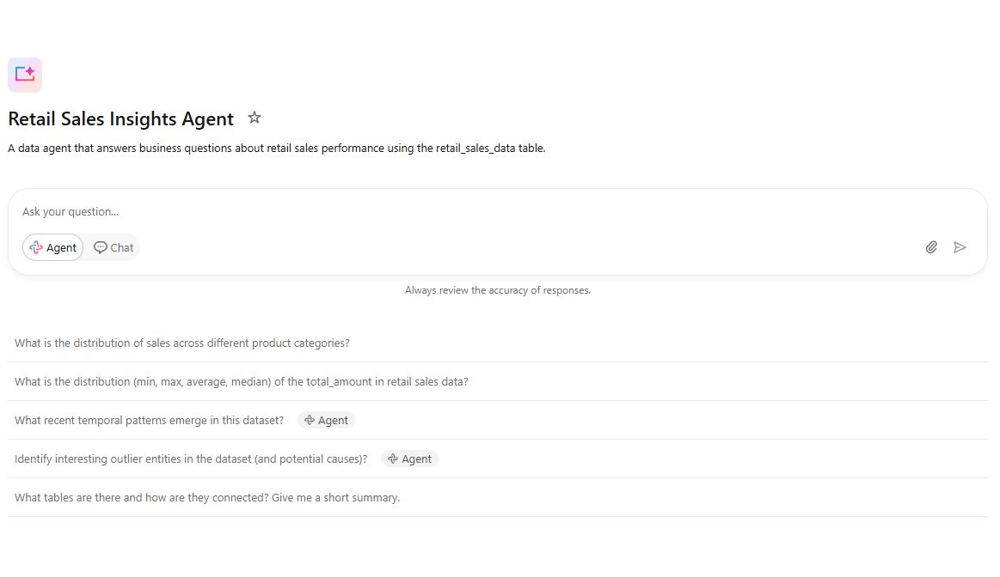 Retail Sales Insights Agent
A data agent that answers business questions about retail sales performance using the retail_sales_data table.
Ask your question...
Agent Chat
Always review the accuracy of responses.
What is the distribution of sales across different product categories?
What is the distribution (min, max, average, median) of the total_amount in retail sales data?
What recent temporal patterns emerge in this dataset? Agent
Identify interesting outlier entities in the dataset (and potential causes)? Agent
What tables are there and how are they connected? Give me a short summary.